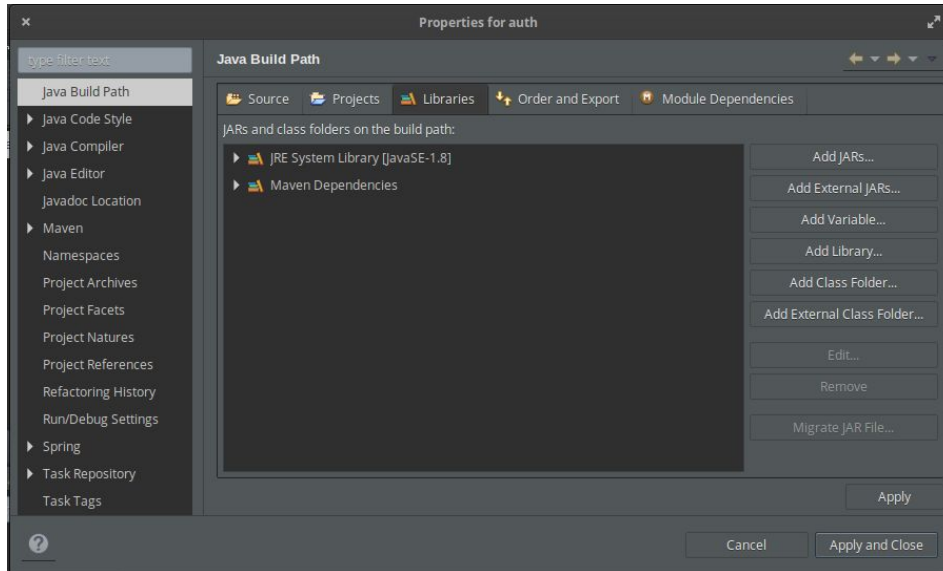 Properties for auth
type filter text
Java Build Path
Java Code Style
Java Compiler
Java Editor
Javadoc Location
Maven
Namespaces
Project Archives
Project Facets
Project Natures
Project References
Refactoring History
Run/Debug Settings
Spring
Task Repository
Task Tags
Java Build Path
Source Projects Libraries Order and Export Module Dependencies
JARs and class folders on the build path:
JRE System Library [JavaSE-1.8]
Maven Dependencies
Add JARs...
Add External JARs...
Add Variable...
Add Library...
Add Class Folder...
Add External Class Folder...
Edit...
Remove
Migrate JAR File...
Apply
Cancel Apply and Close